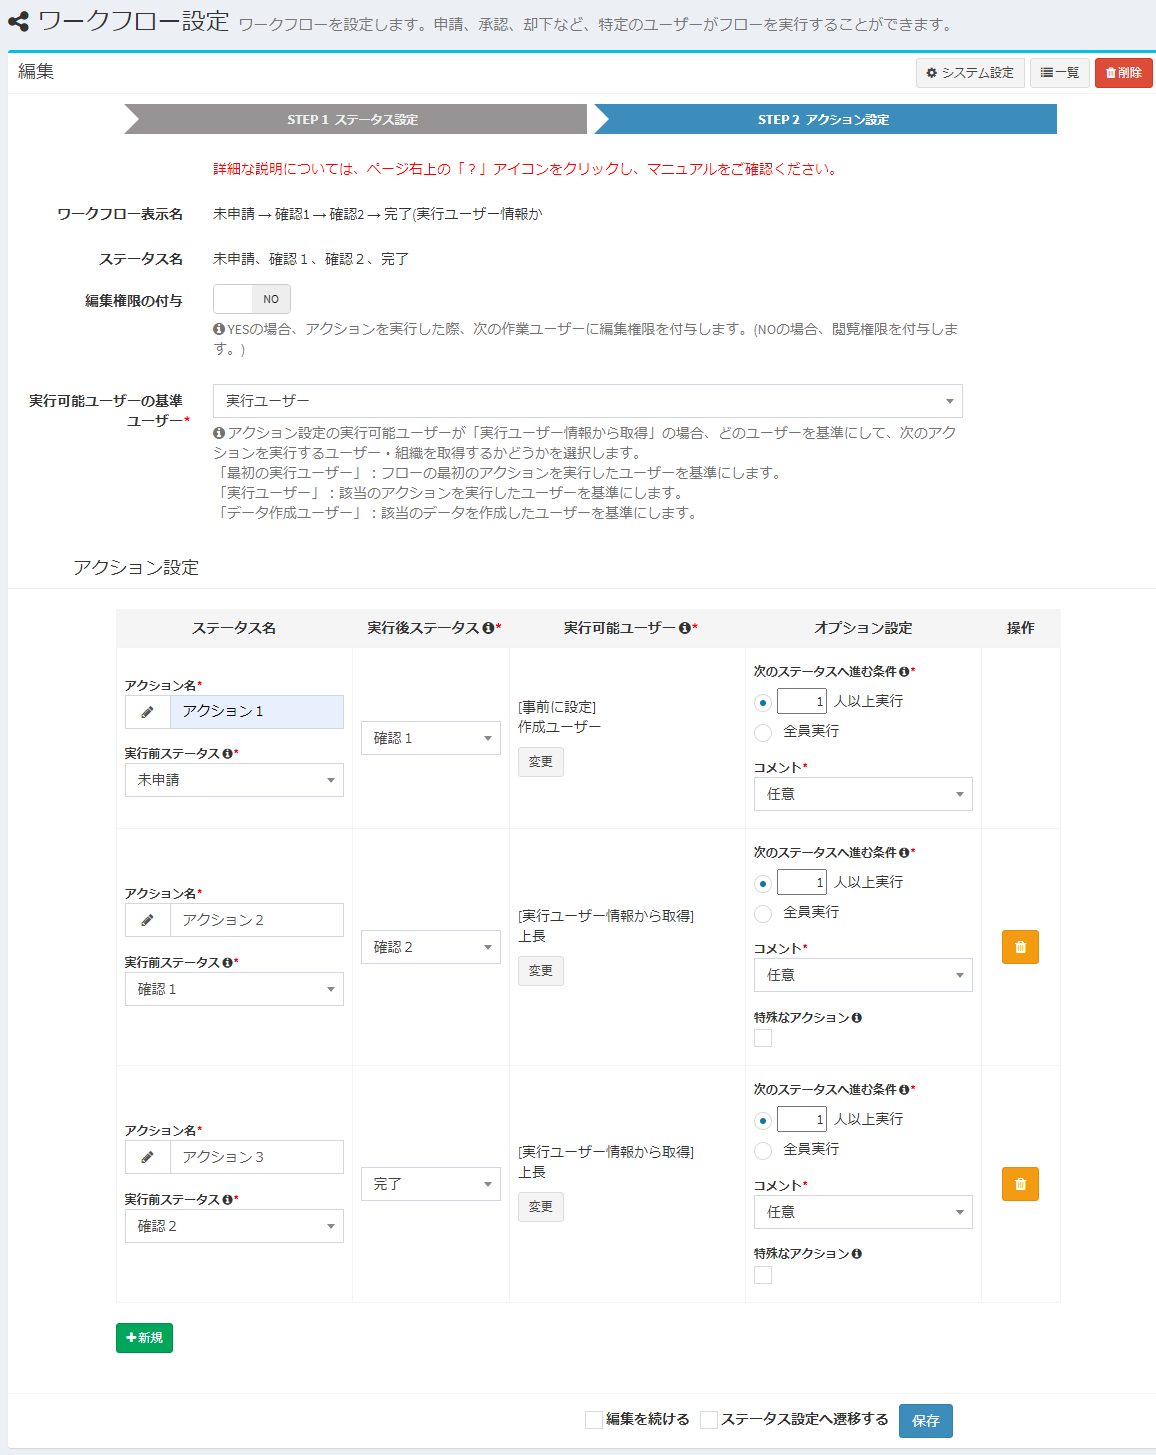 ワークフロー設定 ワークフローを設定します。申請、承認、却下など、特定のユーザーがフローを実行することができます。
編集
システム設定 一覧 削除
STEP 1 ステータス設定 STEP 2 アクション設定
詳細な説明については、ページ右上の「？」アイコンをクリックし、マニュアルをご確認ください。
ワークフロー表示名 未申請→確認1→確認2→完了(実行ユーザー情報か
ステータス名 未申請、確認１、確認２、完了
編集権限の付与 NO
YESの場合、アクションを実行した際、次の作業ユーザーに編集権限を付与します。(NOの場合、閲覧権限を付与しま
す。)
実行可能ユーザーの基準 実行ユーザー
ユーザー*
アクション設定の実行可能ユーザーが「実行ユーザー情報から取得」の場合、どのユーザーを基準にして、次のアク
ションを実行するユーザー・組織を取得するかどうかを選択します。
「最初の実行ユーザー」：フローの最初のアクションを実行したユーザーを基準にします。
「実行ユーザー」：該当のアクションを実行したユーザーを基準にします。
「データ作成ユーザー」：該当のデータを作成したユーザーを基準にします。
アクション設定
ステータス名 実行後ステータス* 実行可能ユーザー* オプション設定 操作
アクション名*
アクション１
実行前ステータス*
未申請
確認１
[事前に設定]
作成ユーザー
変更
次のステータスへ進む条件*
1 人以上実行
全員実行
コメント*
任意
アクション名*
アクション２
実行前ステータス*
確認１
確認２
[実行ユーザー情報から取得]
上長
変更
次のステータスへ進む条件*
1 人以上実行
全員実行
コメント*
任意
特殊なアクション
アクション名*
アクション３
実行前ステータス*
確認２
完了
[実行ユーザー情報から取得]
上長
変更
次のステータスへ進む条件*
1 人以上実行
全員実行
コメント*
任意
特殊なアクション
+新規
編集を続ける ステータス設定へ遷移する 保存